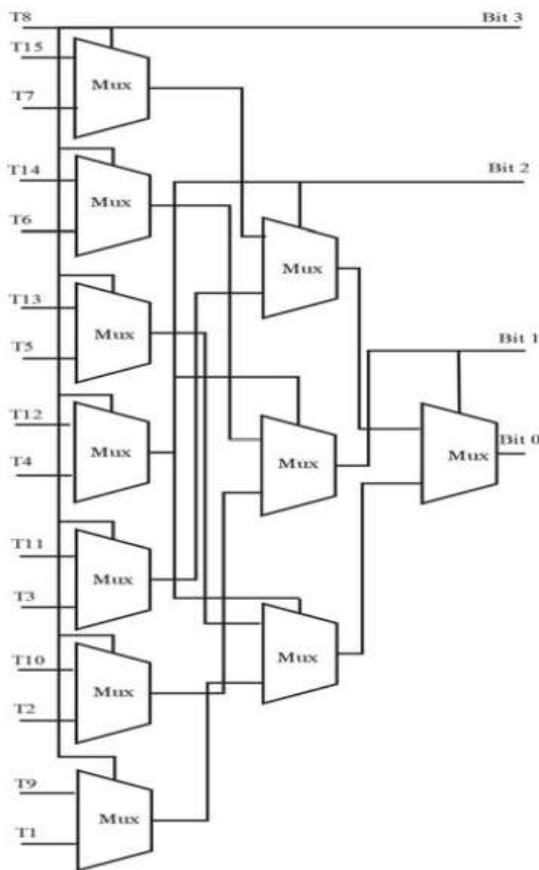 T8 Bit 3
T15
Mux
T7
T14 Bit 2
Mux
T6
Mux
T13
Mux
T5 Bit 1
T12
Mux
T4 Mux Mux Bit 0
T11
Mux
T3
Mux
T10
Mux
T2
T9
Mux
T1